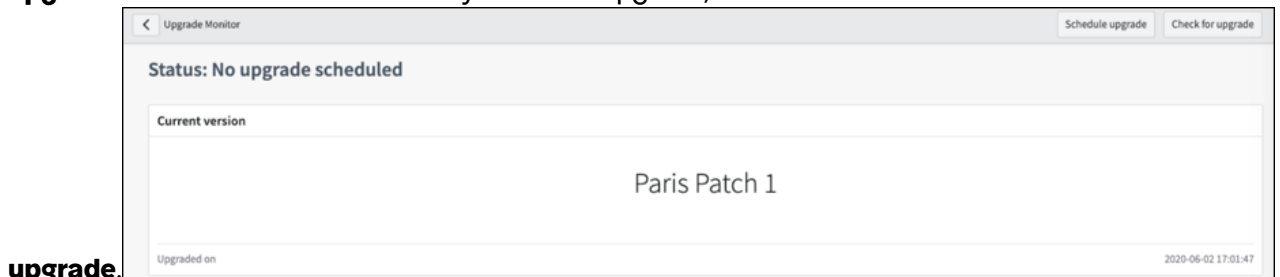 Upgrade Monitor
Schedule upgrade
Check for upgrade
Status: No upgrade scheduled
Current version
Paris Patch 1
Upgraded on
2020-06-02 17:01:47
upgrade.